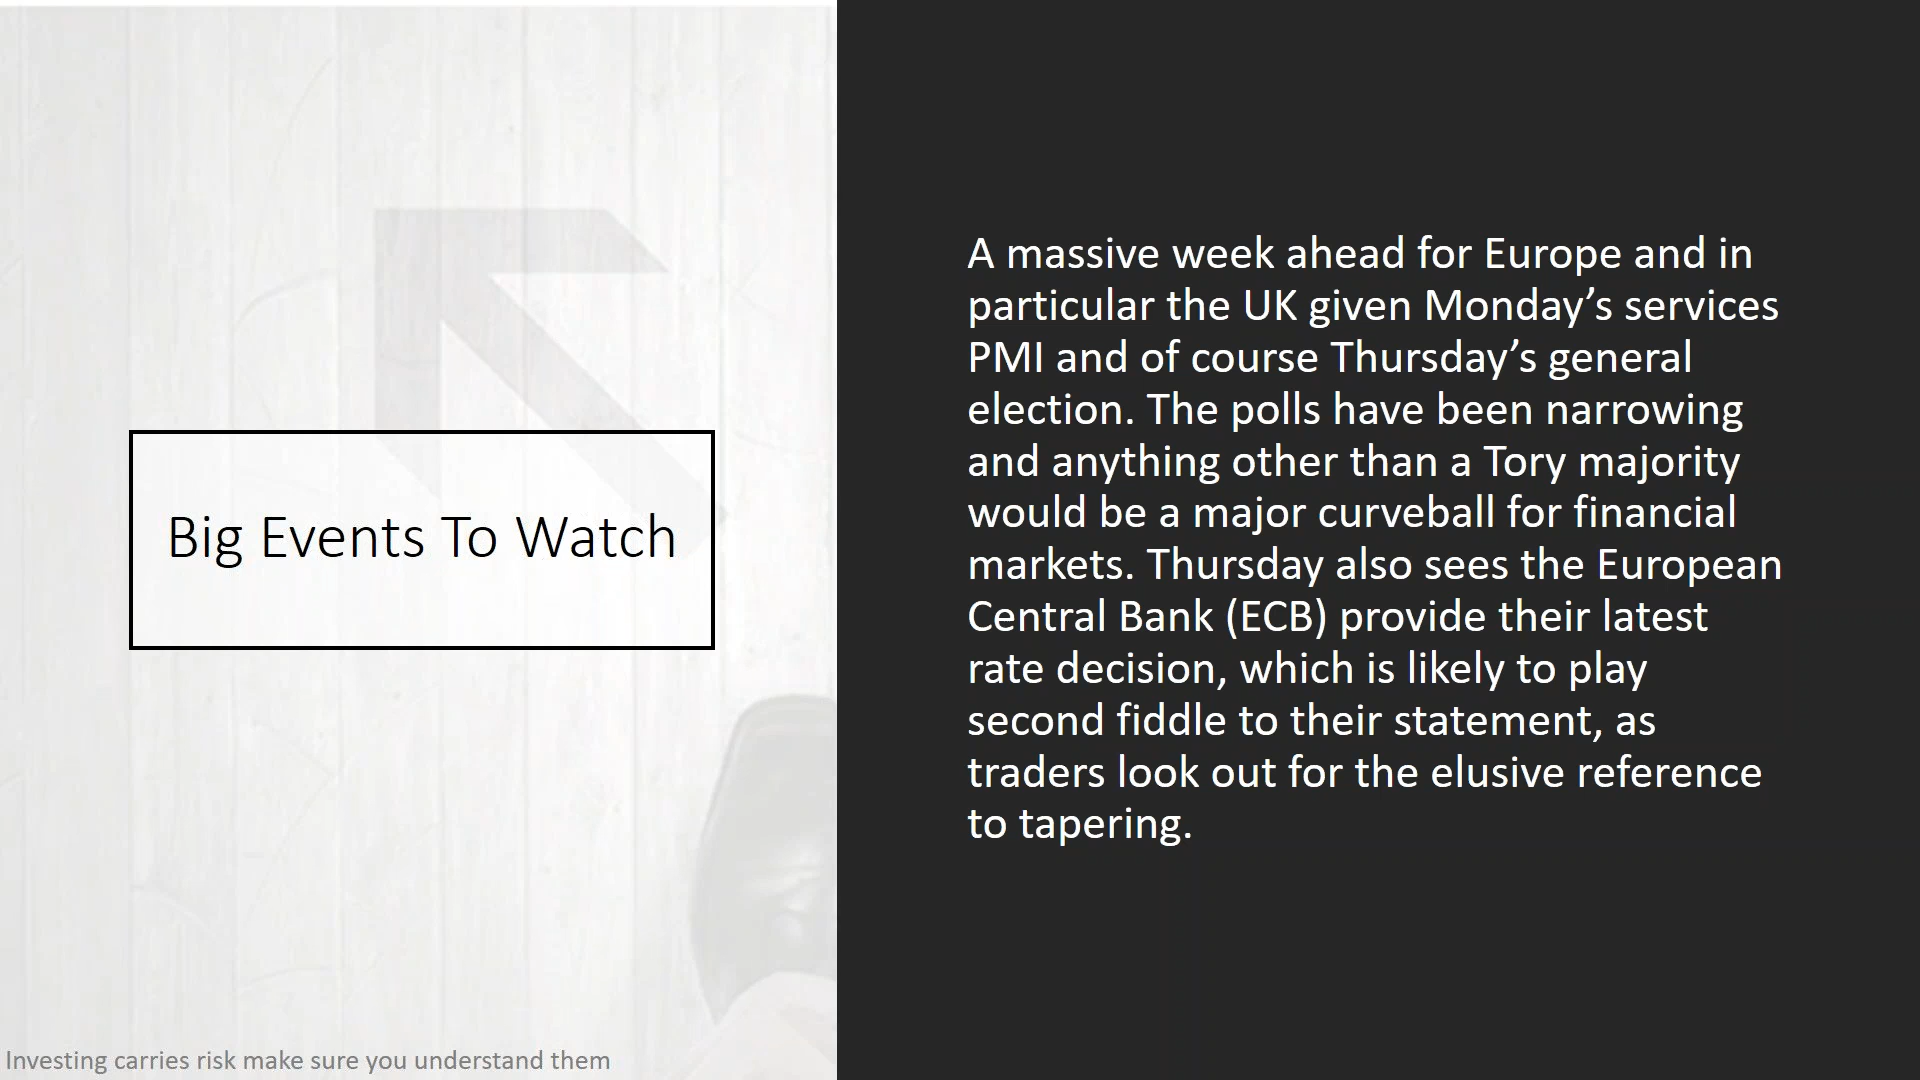 Big Events To Watch
A massive week ahead for Europe and in
particular the UK given Monday’s services
PMI and of course Thursday’s general
election. The polls have been narrowing
and anything other than a Tory majority
would be a major curveball for financial
markets. Thursday also sees the European
Central Bank (ECB) provide their latest
rate decision, which is likely to play
second fiddle to their statement, as
traders look out for the elusive reference
to tapering.
Investing carries risk make sure you understand them